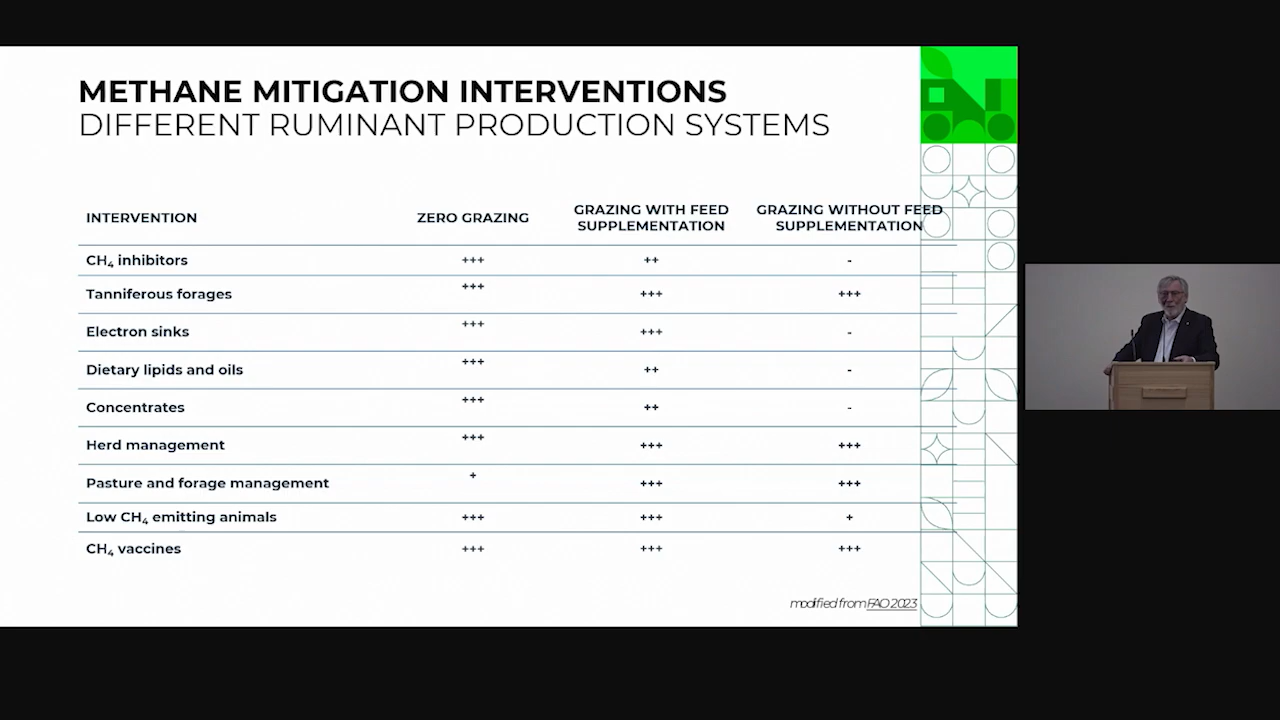 METHANE MITIGATION INTERVENTIONS
DIFFERENT RUMINANT PRODUCTION SYSTEMS
INTERVENTION ZERO GRAZING GRAZING WITH FEED SUPPLEMENTATION GRAZING WITHOUT FEED SUPPLEMENTATION
CH₄ inhibitors +++ ++ -
Tanniferous forages +++ +++ +++
Electron sinks +++ +++ -
Dietary lipids and oils +++ ++ -
Concentrates +++ ++ -
Herd management +++ +++ +++
Pasture and forage management + +++ +++
Low CH₄ emitting animals +++ +++ +
CH₄ vaccines +++ +++ +++
modified from FAO 2023